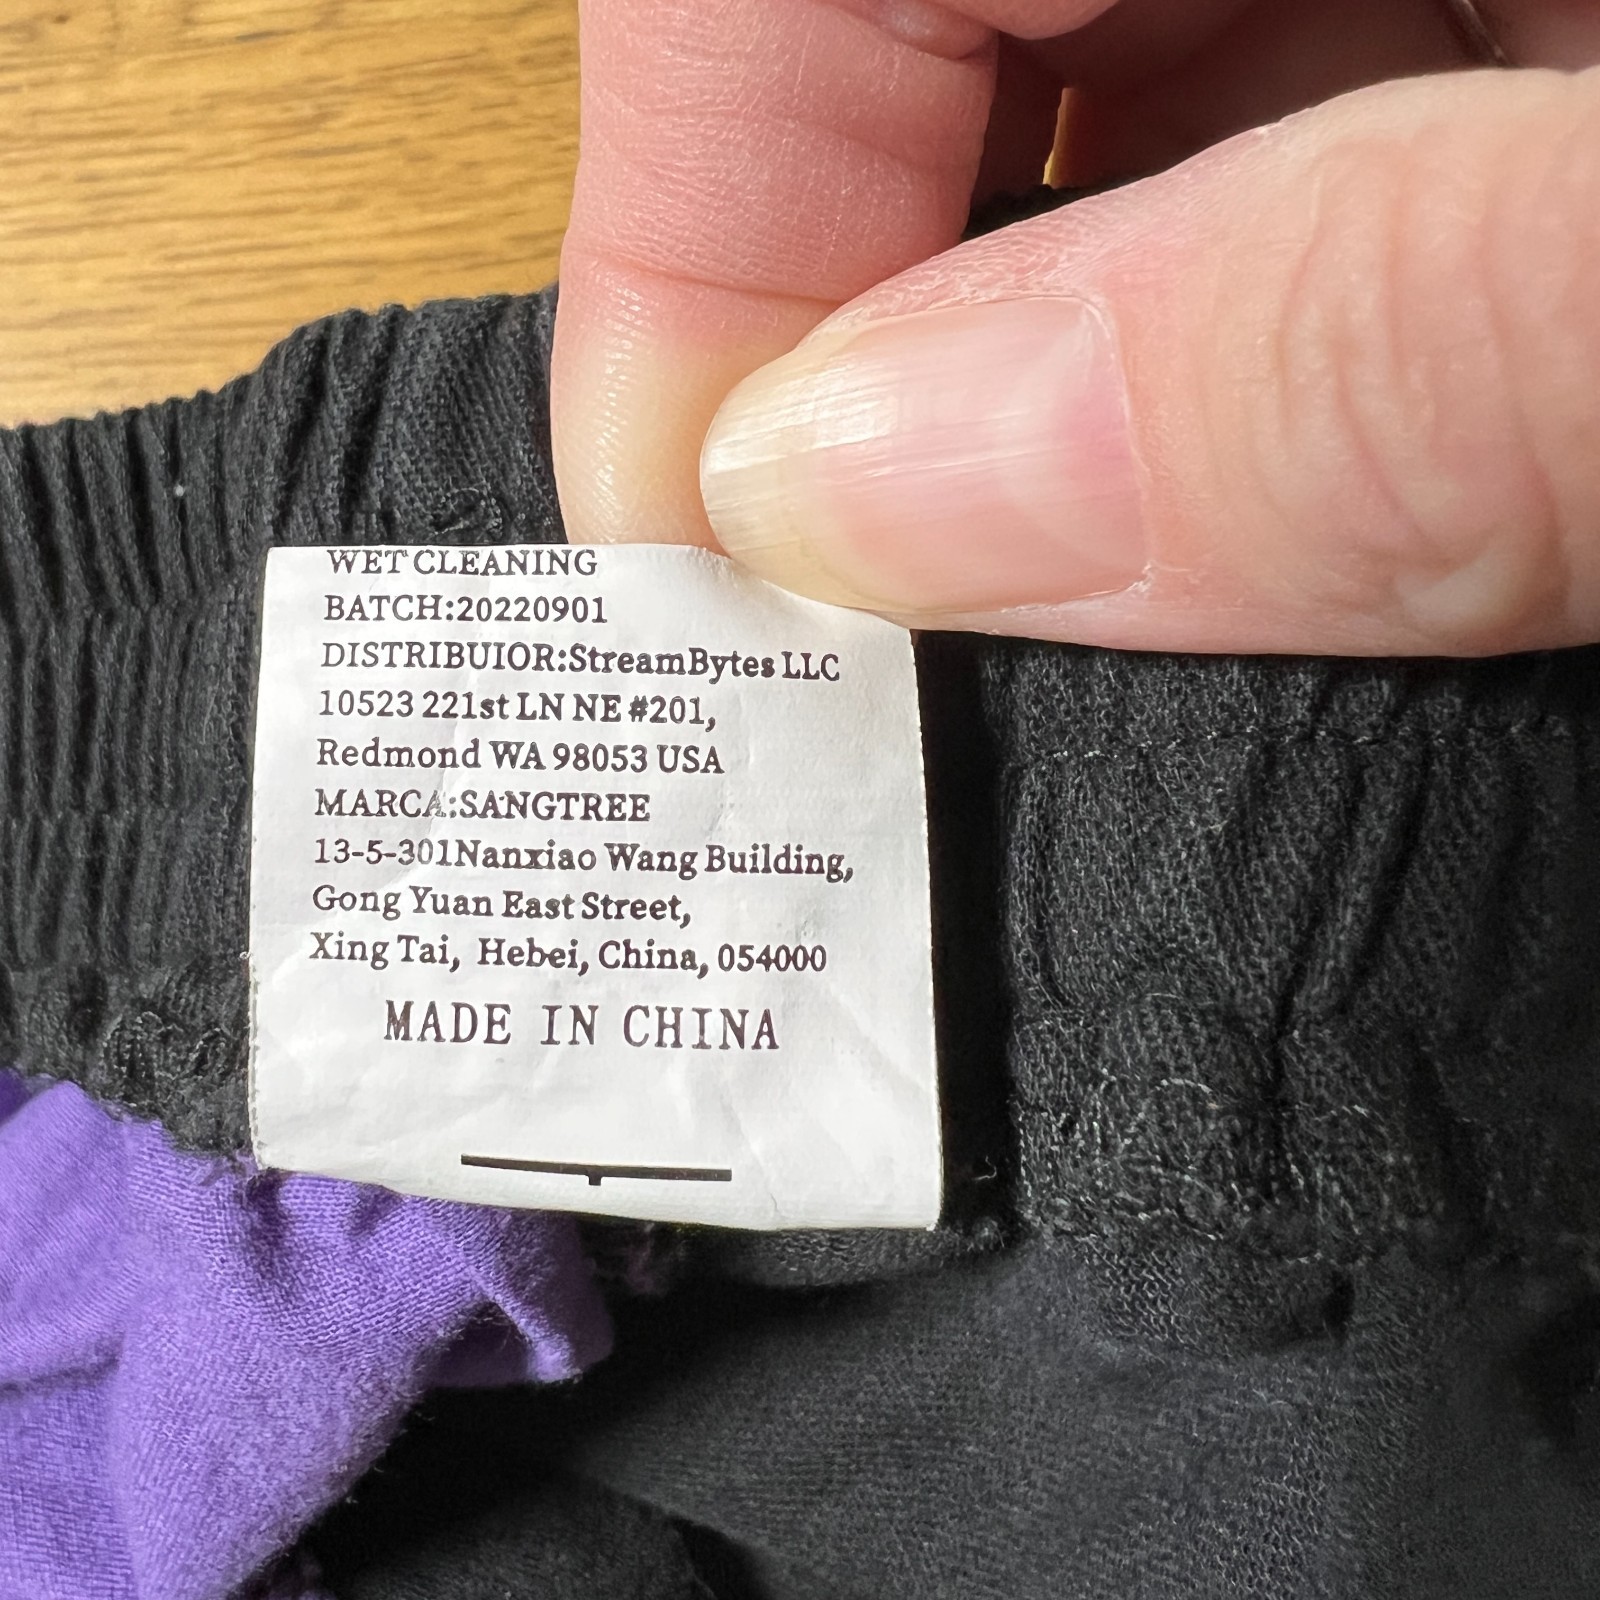 WET CLEANING
BATCH:20220901
DISTRIBUIOR:StreamBytes LLC
10523 221st LN NE #201,
Redmond WA 98053 USA
MARCA:SANGTREE
13-5-301Nanxiao Wang Building,
Gong Yuan East Street,
Xing Tai, Hebei, China, 054000
MADE IN CHINA